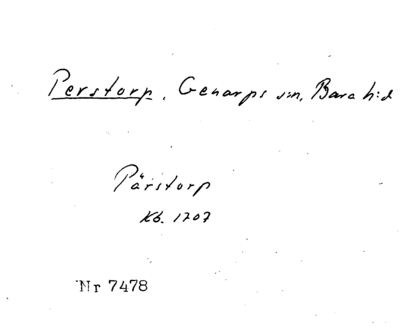 Perstorp, Genarps sn, Bara h:d
Pärstorp
Kb. 1707
Nr 7478